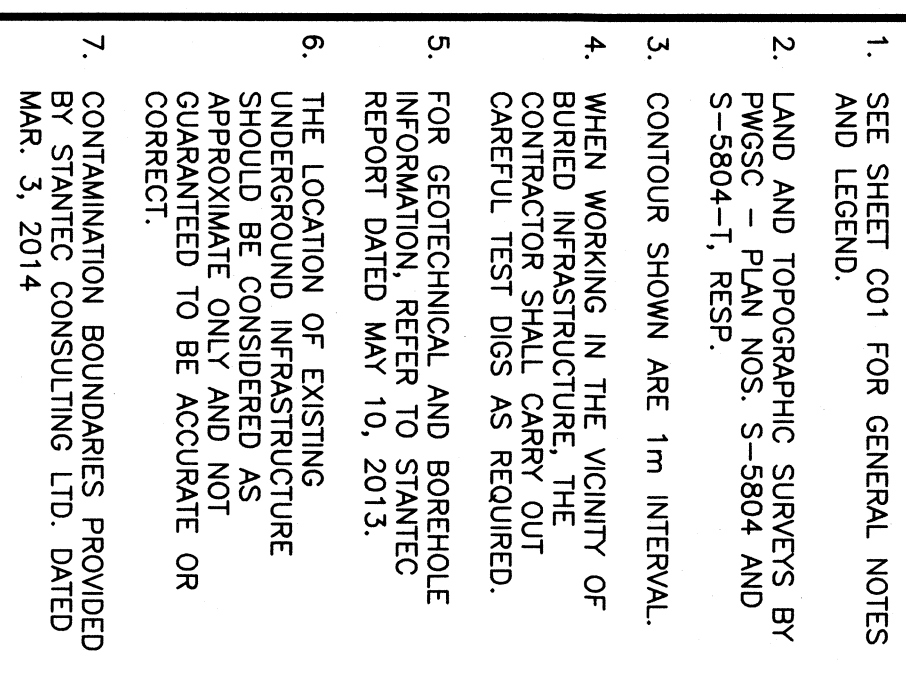 1. SEE SHEET C01 FOR GENERAL NOTES
AND LEGEND.
2. LAND AND TOPOGRAPHIC SURVEYS BY
PWGSC – PLAN NOS. S–5804 AND
S–5804–T, RESP.
3. CONTOUR SHOWN ARE 1m INTERVAL.
4. WHEN WORKING IN THE VICINITY OF
BURIED INFRASTRUCTURE, THE
CONTRACTOR SHALL CARRY OUT
CAREFUL TEST DIGS AS REQUIRED.
5. FOR GEOTECHNICAL AND BOREHOLE
INFORMATION, REFER TO STANTEC
REPORT DATED MAY 10, 2013.
6. THE LOCATION OF EXISTING
UNDERGROUND INFRASTRUCTURE
SHOULD BE CONSIDERED AS
APPROXIMATE ONLY AND NOT
GUARANTEED TO BE ACCURATE OR
CORRECT.
7. CONTAMINATION BOUNDARIES PROVIDED
BY STANTEC CONSULTING LTD. DATED
MAR. 3, 2014